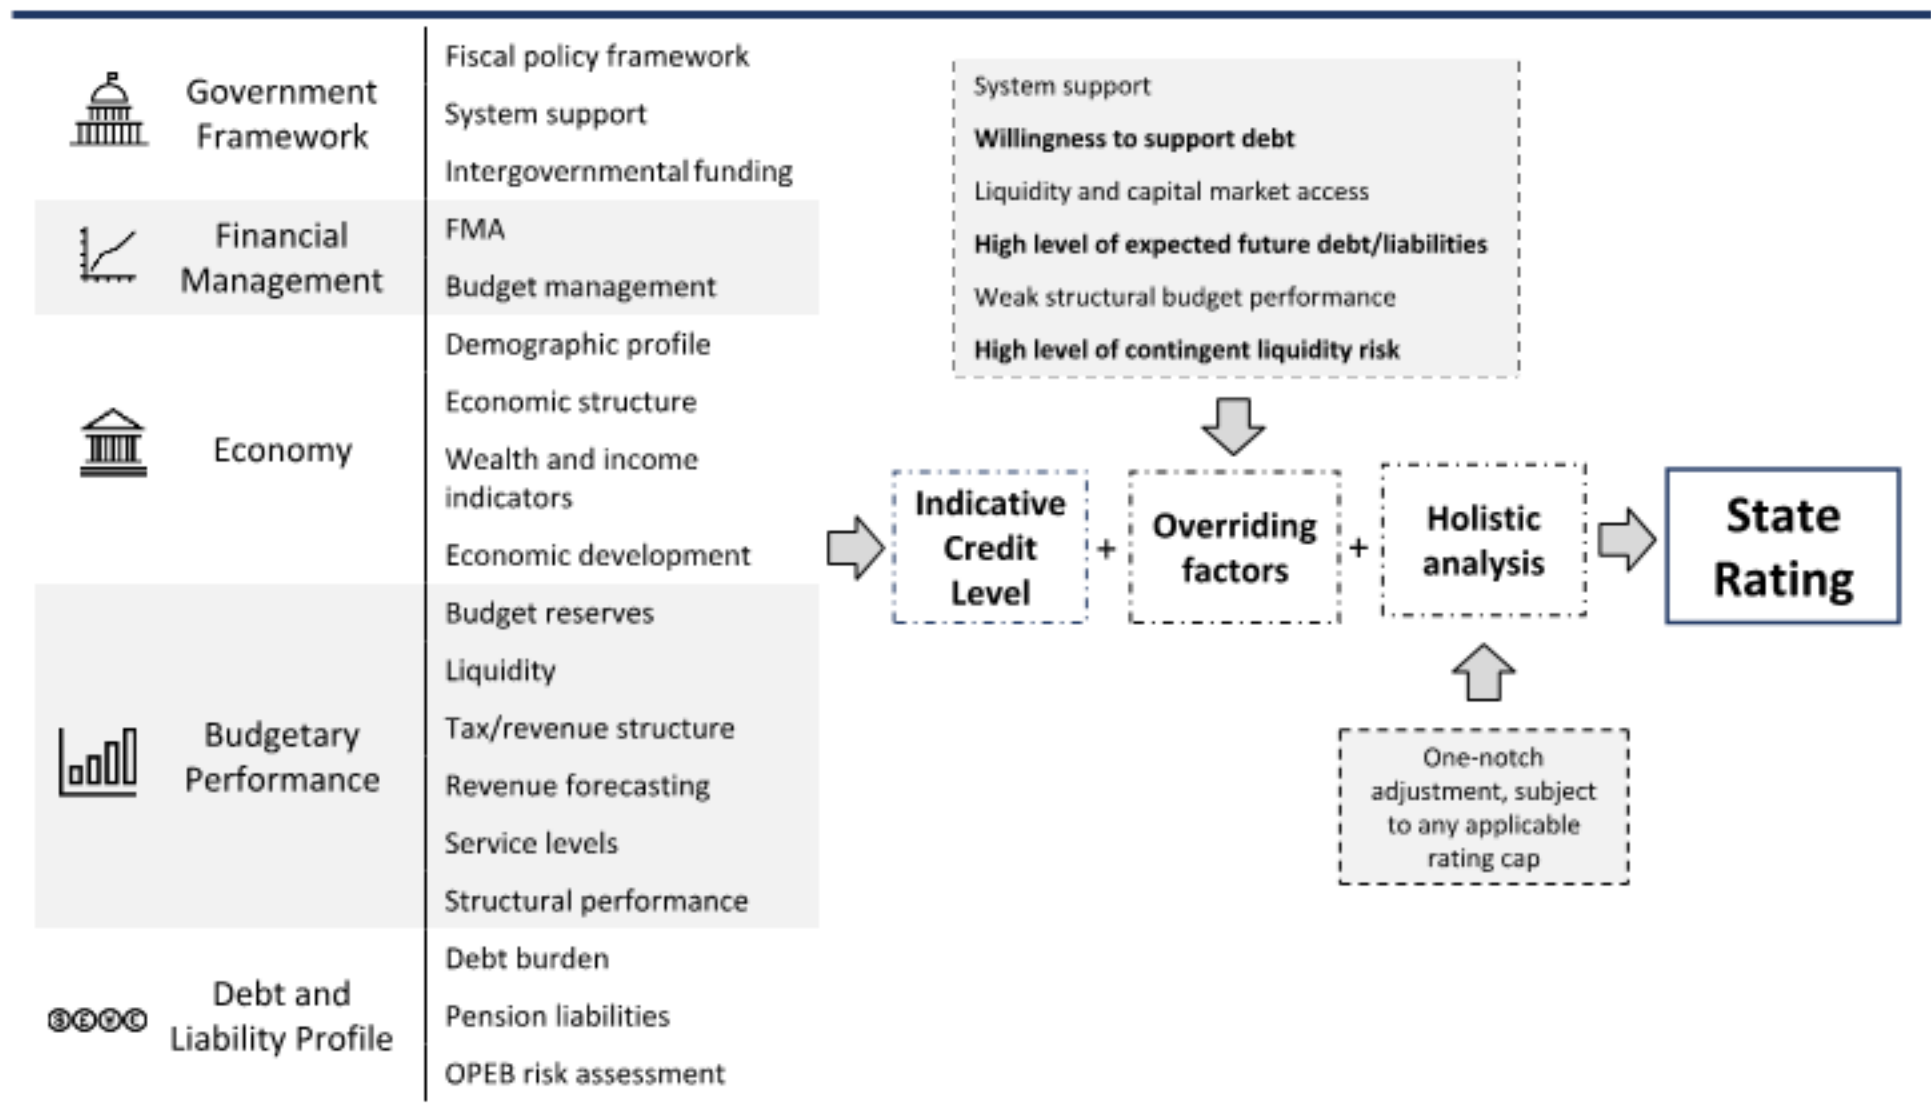 Government
Framework
Fiscal policy framework
System support
Intergovernmental funding
Financial
Management
FMA
Budget management
Economy
Demographic profile
Economic structure
Wealth and income
indicators
Economic development
Budgetary
Performance
Budget reserves
Liquidity
Tax/revenue structure
Revenue forecasting
Service levels
Structural performance
Debt and
Liability Profile
Debt burden
Pension liabilities
OPEB risk assessment
System support
Willingness to support debt
Liquidity and capital market access
High level of expected future debt/liabilities
Weak structural budget performance
High level of contingent liquidity risk
Indicative
Credit
Level
+
Overriding
factors
+
Holistic
analysis
State
Rating
One-notch
adjustment, subject
to any applicable
rating cap